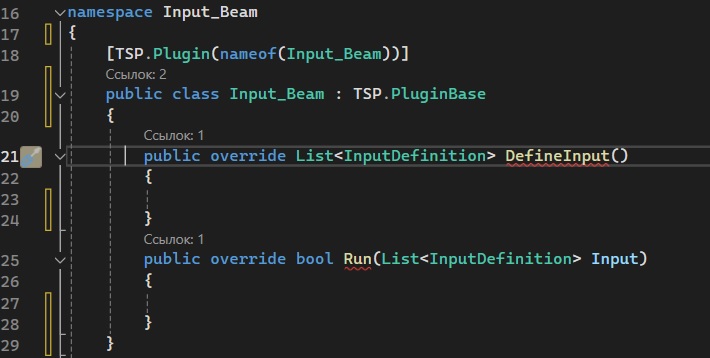 16 namespace Input_Beam
17 {
18 [TSP.Plugin(nameof(Input_Beam))]
Ссылок: 2
19 public class Input_Beam : TSP.PluginBase
20 {
Ссылок: 1
21 public override List<InputDefinition> DefineInput()
22 {
23
24 }
Ссылок: 1
25 public override bool Run(List<InputDefinition> Input)
26 {
27
28 }
29 }